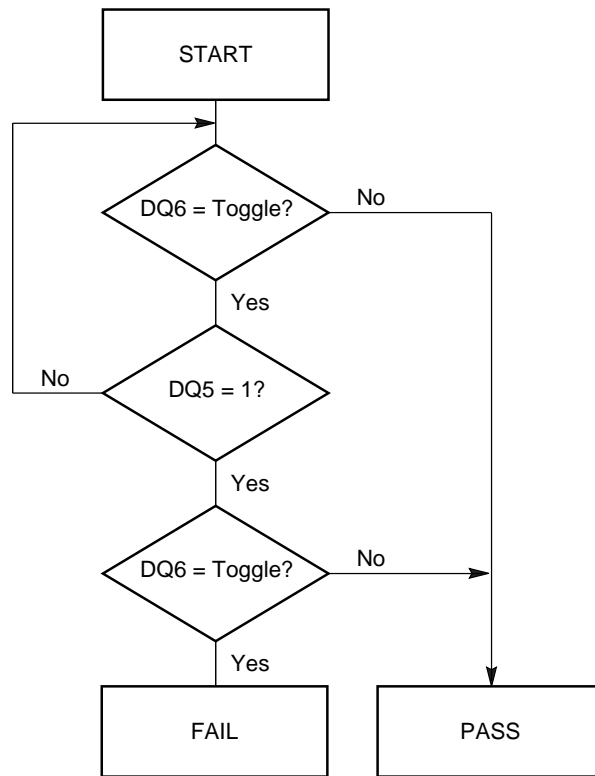 START
DQ6 = Toggle?
No
Yes
No
DQ5 = 1?
Yes
DQ6 = Toggle?
No
Yes
FAIL
PASS